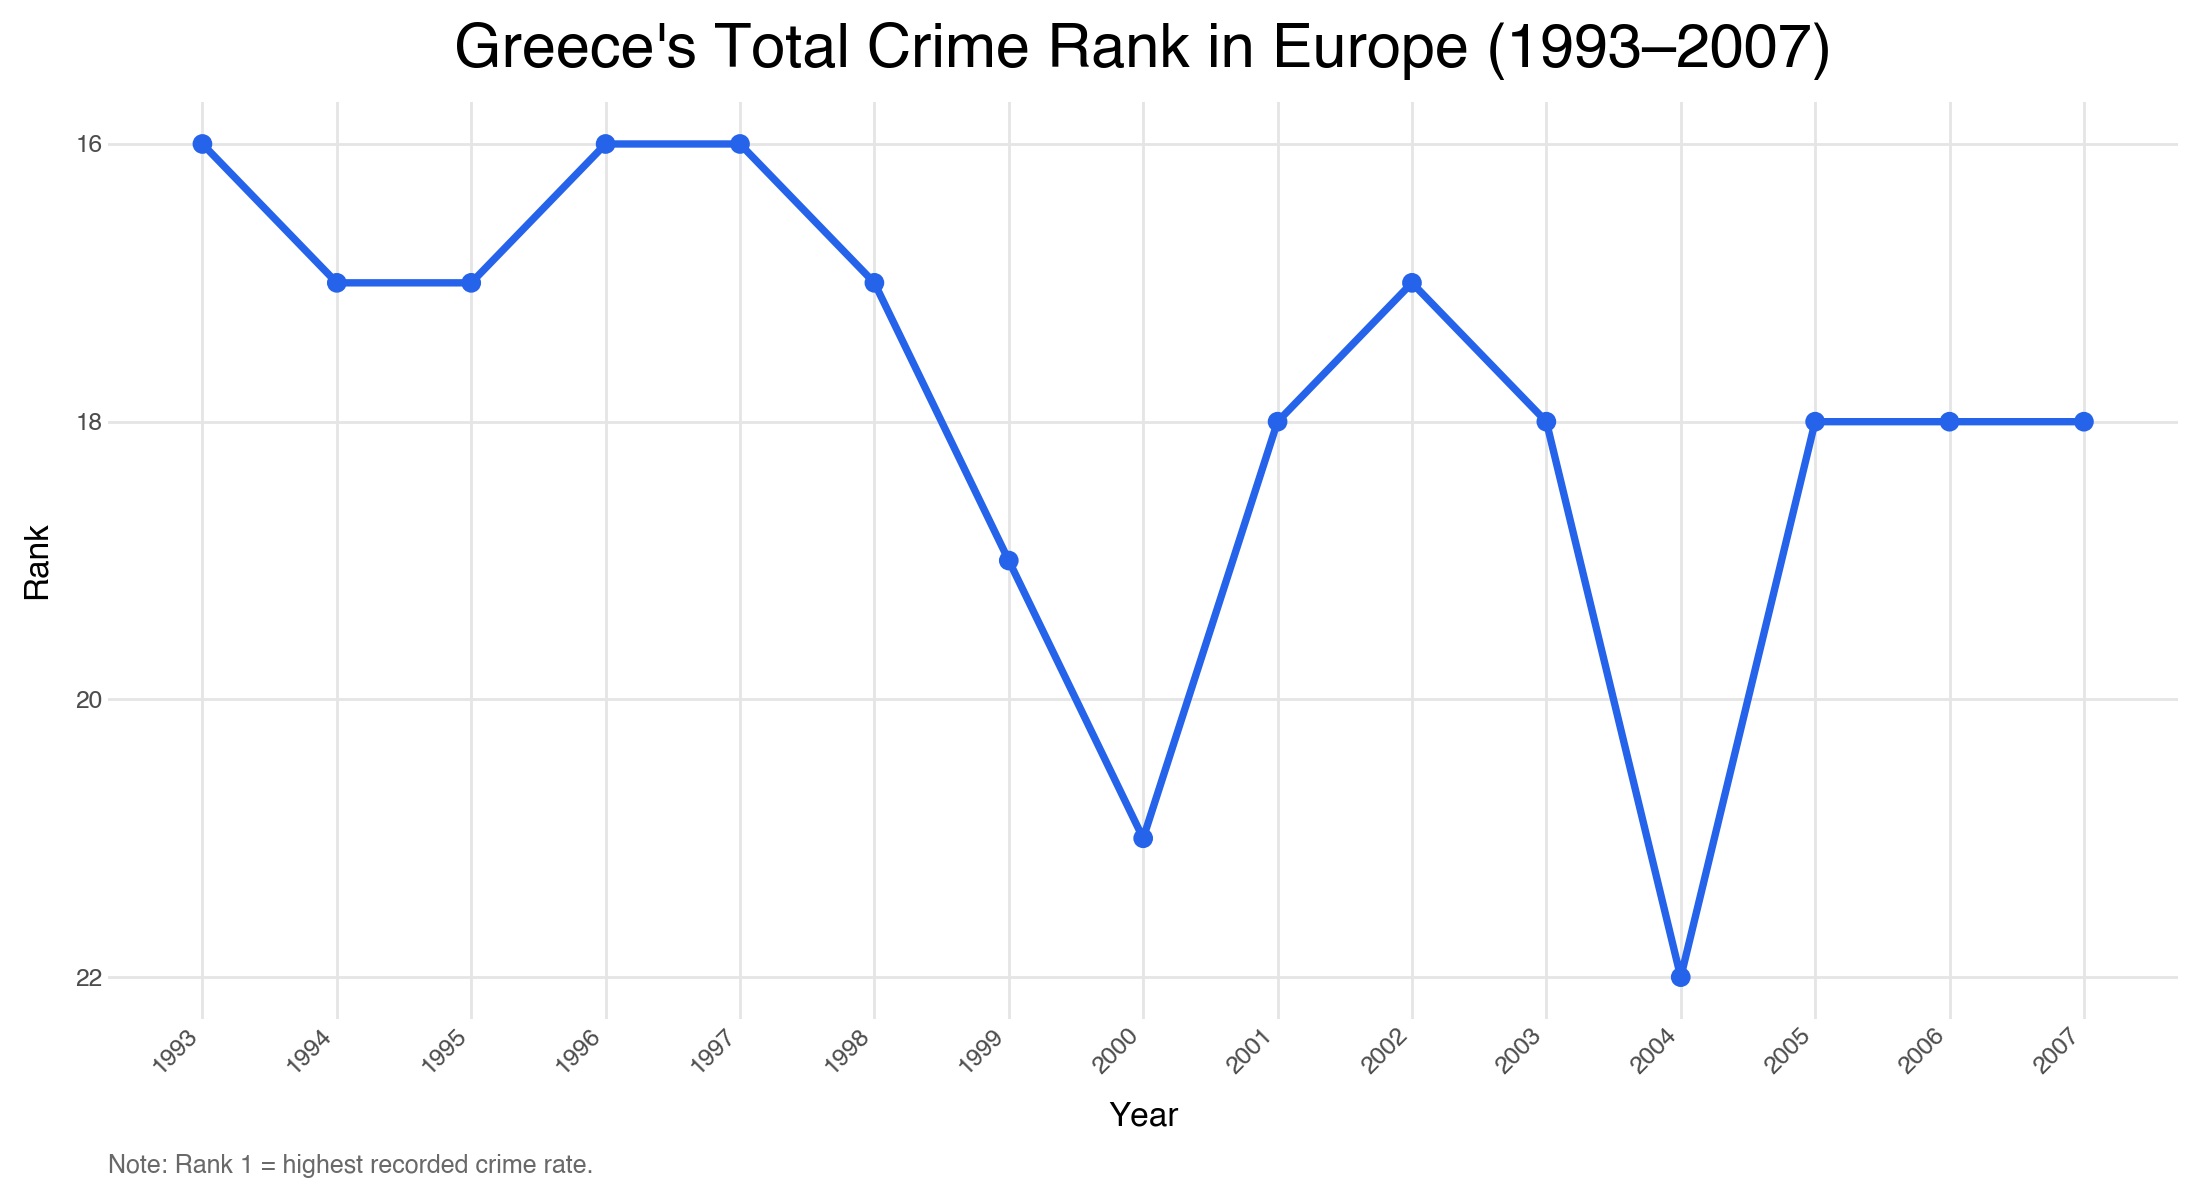 Greece's Total Crime Rank in Europe (1993–2007)
Rank
16
18
20
22
1993 1994 1995 1996 1997 1998 1999 2000 2001 2002 2003 2004 2005 2006 2007
Year
Note: Rank 1 = highest recorded crime rate.